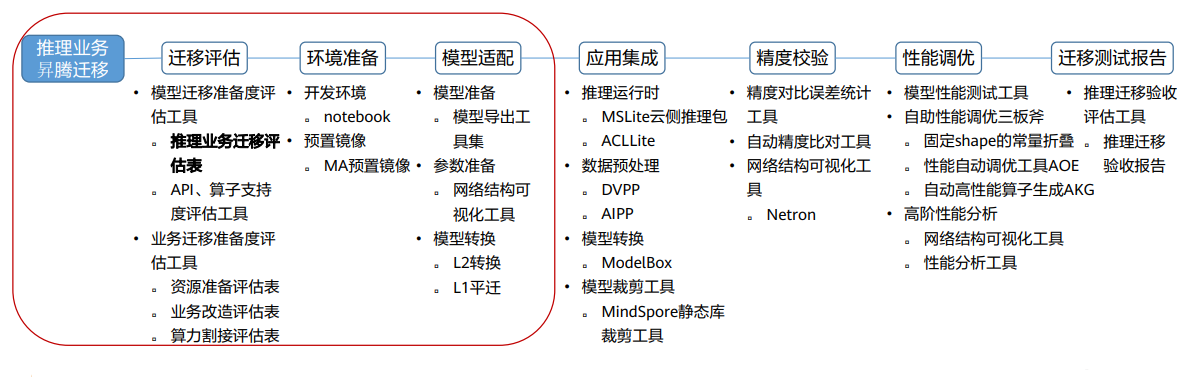 推理业务
昇腾迁移
迁移评估
• 模型迁移准备度评
估工具
▫ 推理业务迁移评
估表
▫ API、算子支持
度评估工具
• 业务迁移准备度评
估工具
▫ 资源准备评估表
▫ 业务改造评估表
▫ 算力割接评估表
环境准备
• 开发环境
▫ notebook
• 预置镜像
▫ MA预置镜像
模型适配
• 模型准备
▫ 模型导出工
具集
• 参数准备
▫ 网络结构可
视化工具
• 模型转换
▫ L2转换
▫ L1平迁
应用集成
• 推理运行时
▫ MSLite云侧推理包
▫ ACLLite
• 数据预处理
▫ DVPP
▫ AIPP
• 模型转换
▫ ModelBox
• 模型裁剪工具
▫ MindSpore静态库
裁剪工具
精度校验
• 精度对比误差统计
工具
• 自动精度比对工具
• 网络结构可视化工
具
▫ Netron
性能调优
• 模型性能测试工具
• 自助性能调优三板斧
▫ 固定shape的常量折叠
▫ 性能自动调优工具AOE
▫ 自动高性能算子生成AKG
• 高阶性能分析
▫ 网络结构可视化工具
▫ 性能分析工具
迁移测试报告
• 推理迁移验收
评估工具
▫ 推理迁移
验收报告